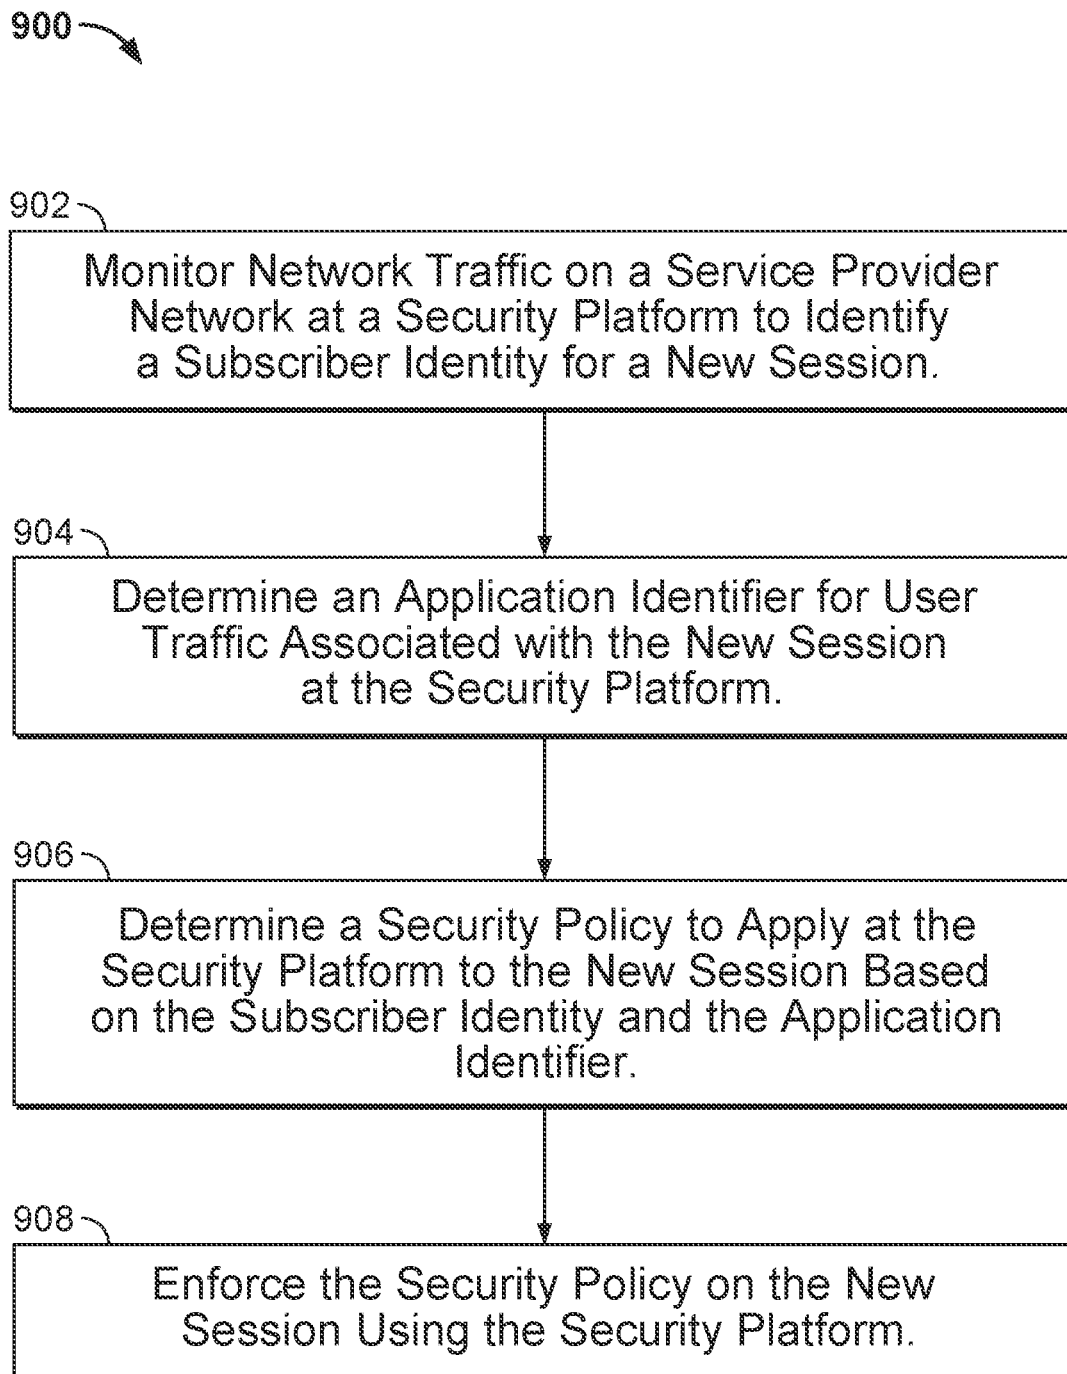 900
902
Monitor Network Traffic on a Service Provider
Network at a Security Platform to Identify
a Subscriber Identity for a New Session.
904
Determine an Application Identifier for User
Traffic Associated with the New Session
at the Security Platform.
906
Determine a Security Policy to Apply at the
Security Platform to the New Session Based
on the Subscriber Identity and the Application
Identifier.
908
Enforce the Security Policy on the New
Session Using the Security Platform.